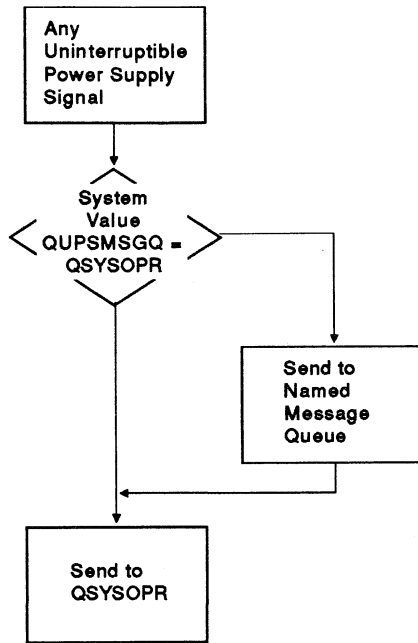 Any
Uninterruptible
Power Supply
Signal
System
Value
QUPSMSGQ =
QSYSOPR
Send to
Named
Message
Queue
Send to
QSYSOPR